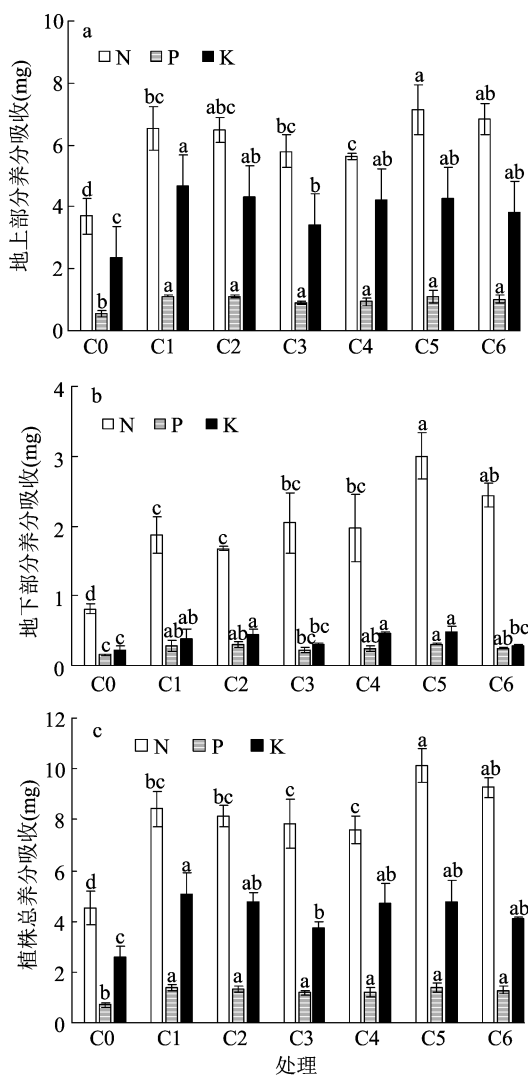 a
N P K
地上部分养分吸收(mg)
10
8
6
4
2
0
d b c
bc a a
abc a ab
bc a b
c a ab
a a ab
ab a ab
C0 C1 C2 C3 C4 C5 C6
b
N P K
地下部分养分吸收(mg)
4
3
2
1
0
d c c
c ab ab
c ab a
bc bc bc
bc ab a
a a a
ab ab bc
C0 C1 C2 C3 C4 C5 C6
c
N P K
植株总养分吸收(mg)
12
10
8
6
4
2
0
d b c
bc a a
bc a ab
c a b
c a ab
a a ab
ab a ab
C0 C1 C2 C3 C4 C5 C6
处理